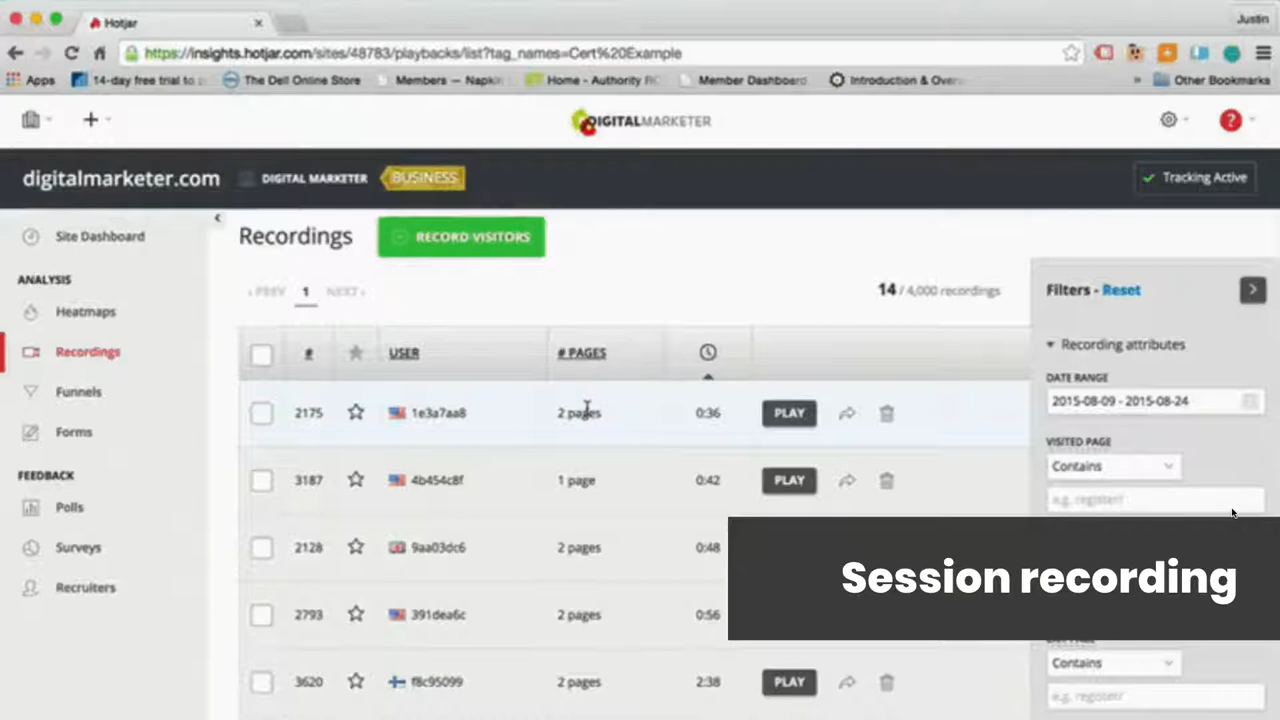 Hotjar
Justin
https://insights.hotjar.com/sites/48783/playbacks/list?tag_names=Cert%20Example
Apps 14-day free trial to The Dell Online Store Members — Napki Home - Authority Member Dashboard Introduction & Over Other Bookmarks
+ DIGITALMARKETER ?
digitalmarketer.com DIGITAL MARKETER BUSINESS Tracking Active
Site Dashboard
ANALYSIS
Heatmaps
Recordings
Funnels
Forms
FEEDBACK
Polls
Surveys
Recruiters
Recordings RECORD VISITORS
‹ PREV 1 NEXT › 14 / 4,000 recordings
# USER # PAGES
2175 1e3a7aa8 2 pages 0:36 PLAY
3187 4b454c8f 1 page 0:42 PLAY
2128 9aa03dc6 2 pages 0:48
2793 391dea6c 2 pages 0:56
3620 f8c95099 2 pages 2:38 PLAY
Filters - Reset
Recording attributes
DATE RANGE
2015-08-09 - 2015-08-24
VISITED PAGE
Contains
e.g. register/
Session recording
Contains
e.g. register/